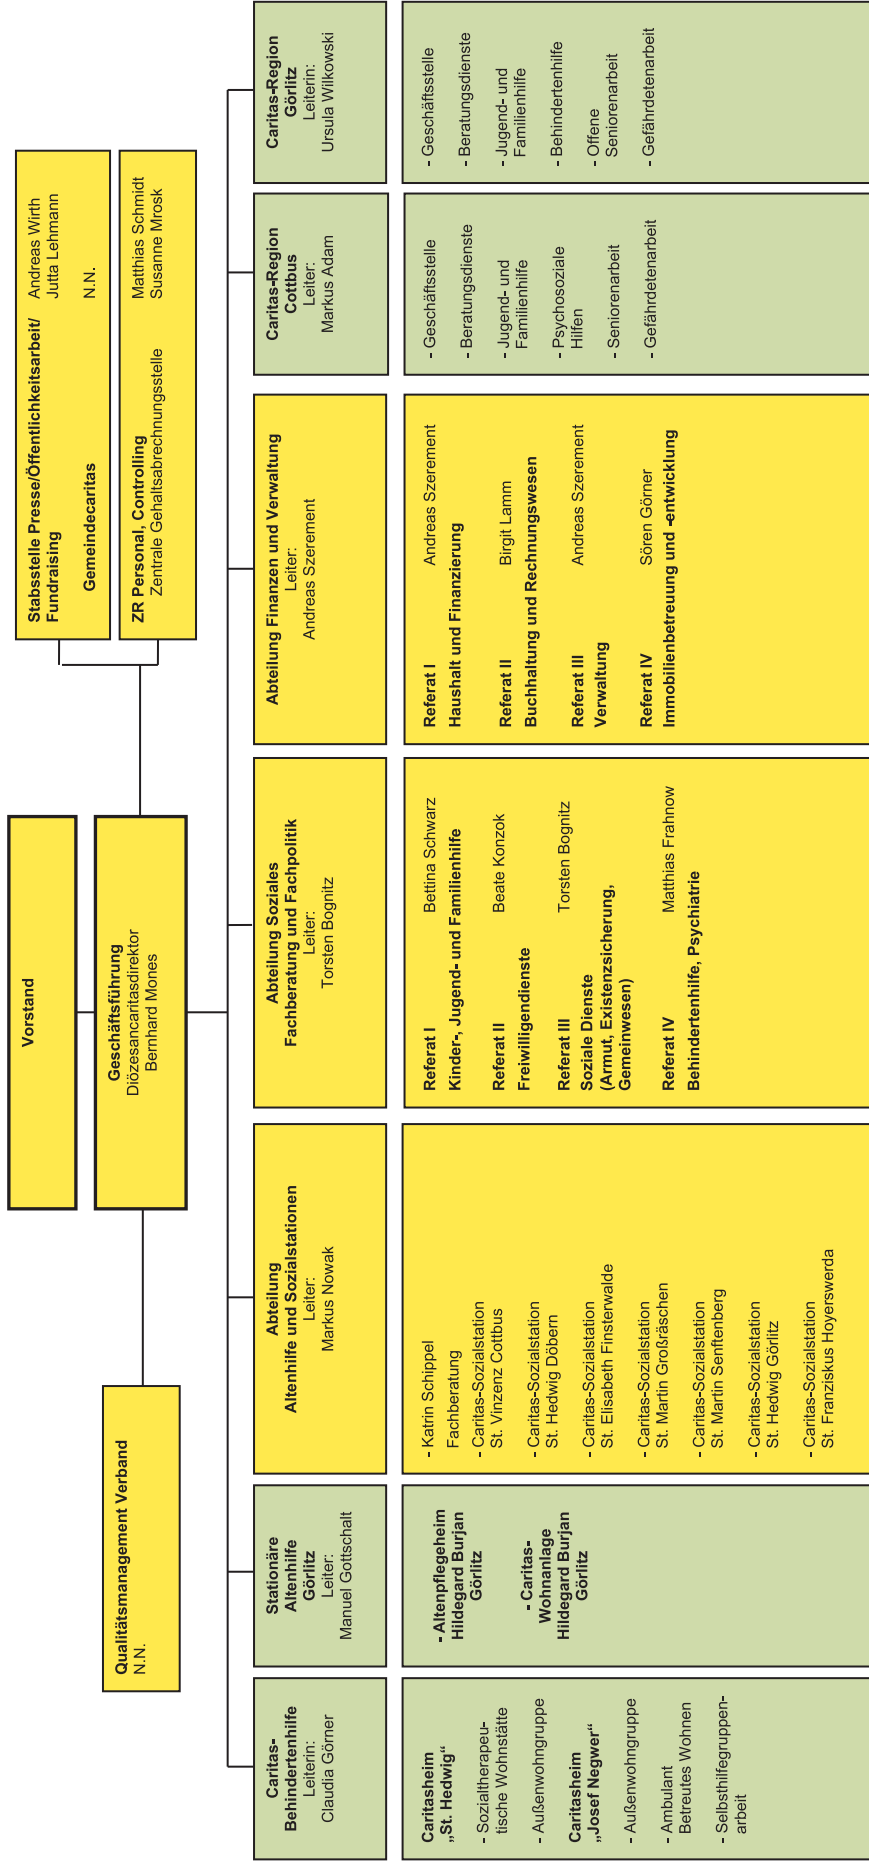 Vorstand
Geschäftsführung
Diözesancaritasdirektor
Bernhard Mones
Qualitätsmanagement Verband
N.N.
Stabsstelle Presse/Öffentlichkeitsarbeit/ Andreas Wirth
Fundraising Jutta Lehmann
Gemeindecaritas N.N.
ZR Personal, Controlling Matthias Schmidt
Zentrale Gehaltsabrechnungsstelle Susanne Mrosk
Caritas-
Behindertenhilfe
Leiterin:
Claudia Görner
Caritasheim
„St. Hedwig“
- Sozialtherapeu-
tische Wohnstätte
- Außenwohngruppe
Caritasheim
„Josef Negwer“
- Außenwohngruppe
- Ambulant
Betreutes Wohnen
- Selbsthilfegruppen-
arbeit
Stationäre
Altenhilfe
Görlitz
Leiter:
Manuel Gottschalt
- Altenpflegeheim
Hildegard Burjan
Görlitz
- Caritas-
Wohnanlage
Hildegard Burjan
Görlitz
Abteilung
Altenhilfe und Sozialstationen
Leiter:
Markus Nowak
- Katrin Schippel
Fachberatung
- Caritas-Sozialstation
St. Vinzenz Cottbus
- Caritas-Sozialstation
St. Hedwig Döbern
- Caritas-Sozialstation
St. Elisabeth Finsterwalde
- Caritas-Sozialstation
St. Martin Großräschen
- Caritas-Sozialstation
St. Martin Senftenberg
- Caritas-Sozialstation
St. Hedwig Görlitz
- Caritas-Sozialstation
St. Franziskus Hoyerswerda
Abteilung Soziales
Fachberatung und Fachpolitik
Leiter:
Torsten Bognitz
Referat I Bettina Schwarz
Kinder-, Jugend- und Familienhilfe
Referat II Beate Konzok
Freiwilligendienste
Referat III Torsten Bognitz
Soziale Dienste
(Armut, Existenzsicherung,
Gemeinwesen)
Referat IV Matthias Frahnow
Behindertenhilfe, Psychiatrie
Abteilung Finanzen und Verwaltung
Leiter:
Andreas Szerement
Referat I Andreas Szerement
Haushalt und Finanzierung
Referat II Birgit Lamm
Buchhaltung und Rechnungswesen
Referat III Andreas Szerement
Verwaltung
Referat IV Sören Görner
Immobilienbetreuung und -entwicklung
Caritas-Region
Cottbus
Leiter:
Markus Adam
- Geschäftsstelle
- Beratungsdienste
- Jugend- und
Familienhilfe
- Psychosoziale
Hilfen
- Seniorenarbeit
- Gefährdetenarbeit
Caritas-Region
Görlitz
Leiterin:
Ursula Wilkowski
- Geschäftsstelle
- Beratungsdienste
- Jugend- und
Familienhilfe
- Behindertenhilfe
- Offene
Seniorenarbeit
- Gefährdetenarbeit